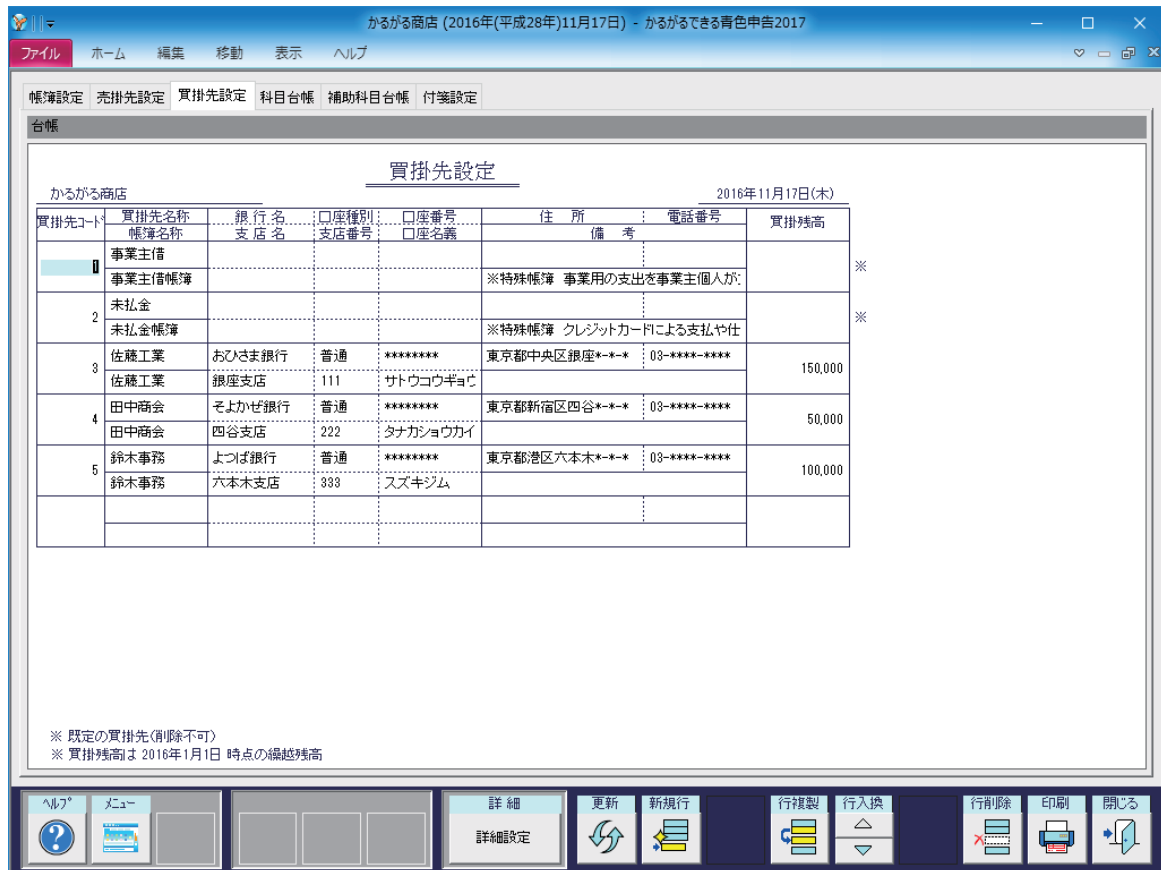 かるがる商店 (2016年(平成28年)11月17日) - かるがるできる青色申告2017
ファイル ホーム 編集 移動 表示 ヘルプ
帳簿設定 売掛先設定 買掛先設定 科目台帳 補助科目台帳 付箋設定
台帳
買掛先設定
かるがる商店 2016年11月17日(木)
買掛先コード 買掛先名称 銀行名 口座種別 口座番号 住 所 電話番号 買掛残高
帳簿名称 支店名 支店番号 口座名義 備 考
1 事業主借 ※
事業主借帳簿 ※特殊帳簿 事業用の支出を事業主個人が
2 未払金 ※
未払金帳簿 ※特殊帳簿 クレジットカードによる支払や仕
3 佐藤工業 おひさま銀行 普通 ******** 東京都中央区銀座*-*-* 03-****-**** 150,000
佐藤工業 銀座支店 111 サトウコウギョウ
4 田中商会 そよかぜ銀行 普通 ******** 東京都新宿区四谷*-*-* 03-****-**** 50,000
田中商会 四谷支店 222 タナカショウカイ
5 鈴木事務 よつば銀行 普通 ******** 東京都港区六本木*-*-* 03-****-**** 100,000
鈴木事務 六本木支店 333 スズキジム
※ 既定の買掛先(削除不可)
※ 買掛残高は 2016年1月1日 時点の繰越残高
ヘルプ メニュー 詳 細 更新 新規行 行複製 行入換 行削除 印刷 閉じる
詳細設定